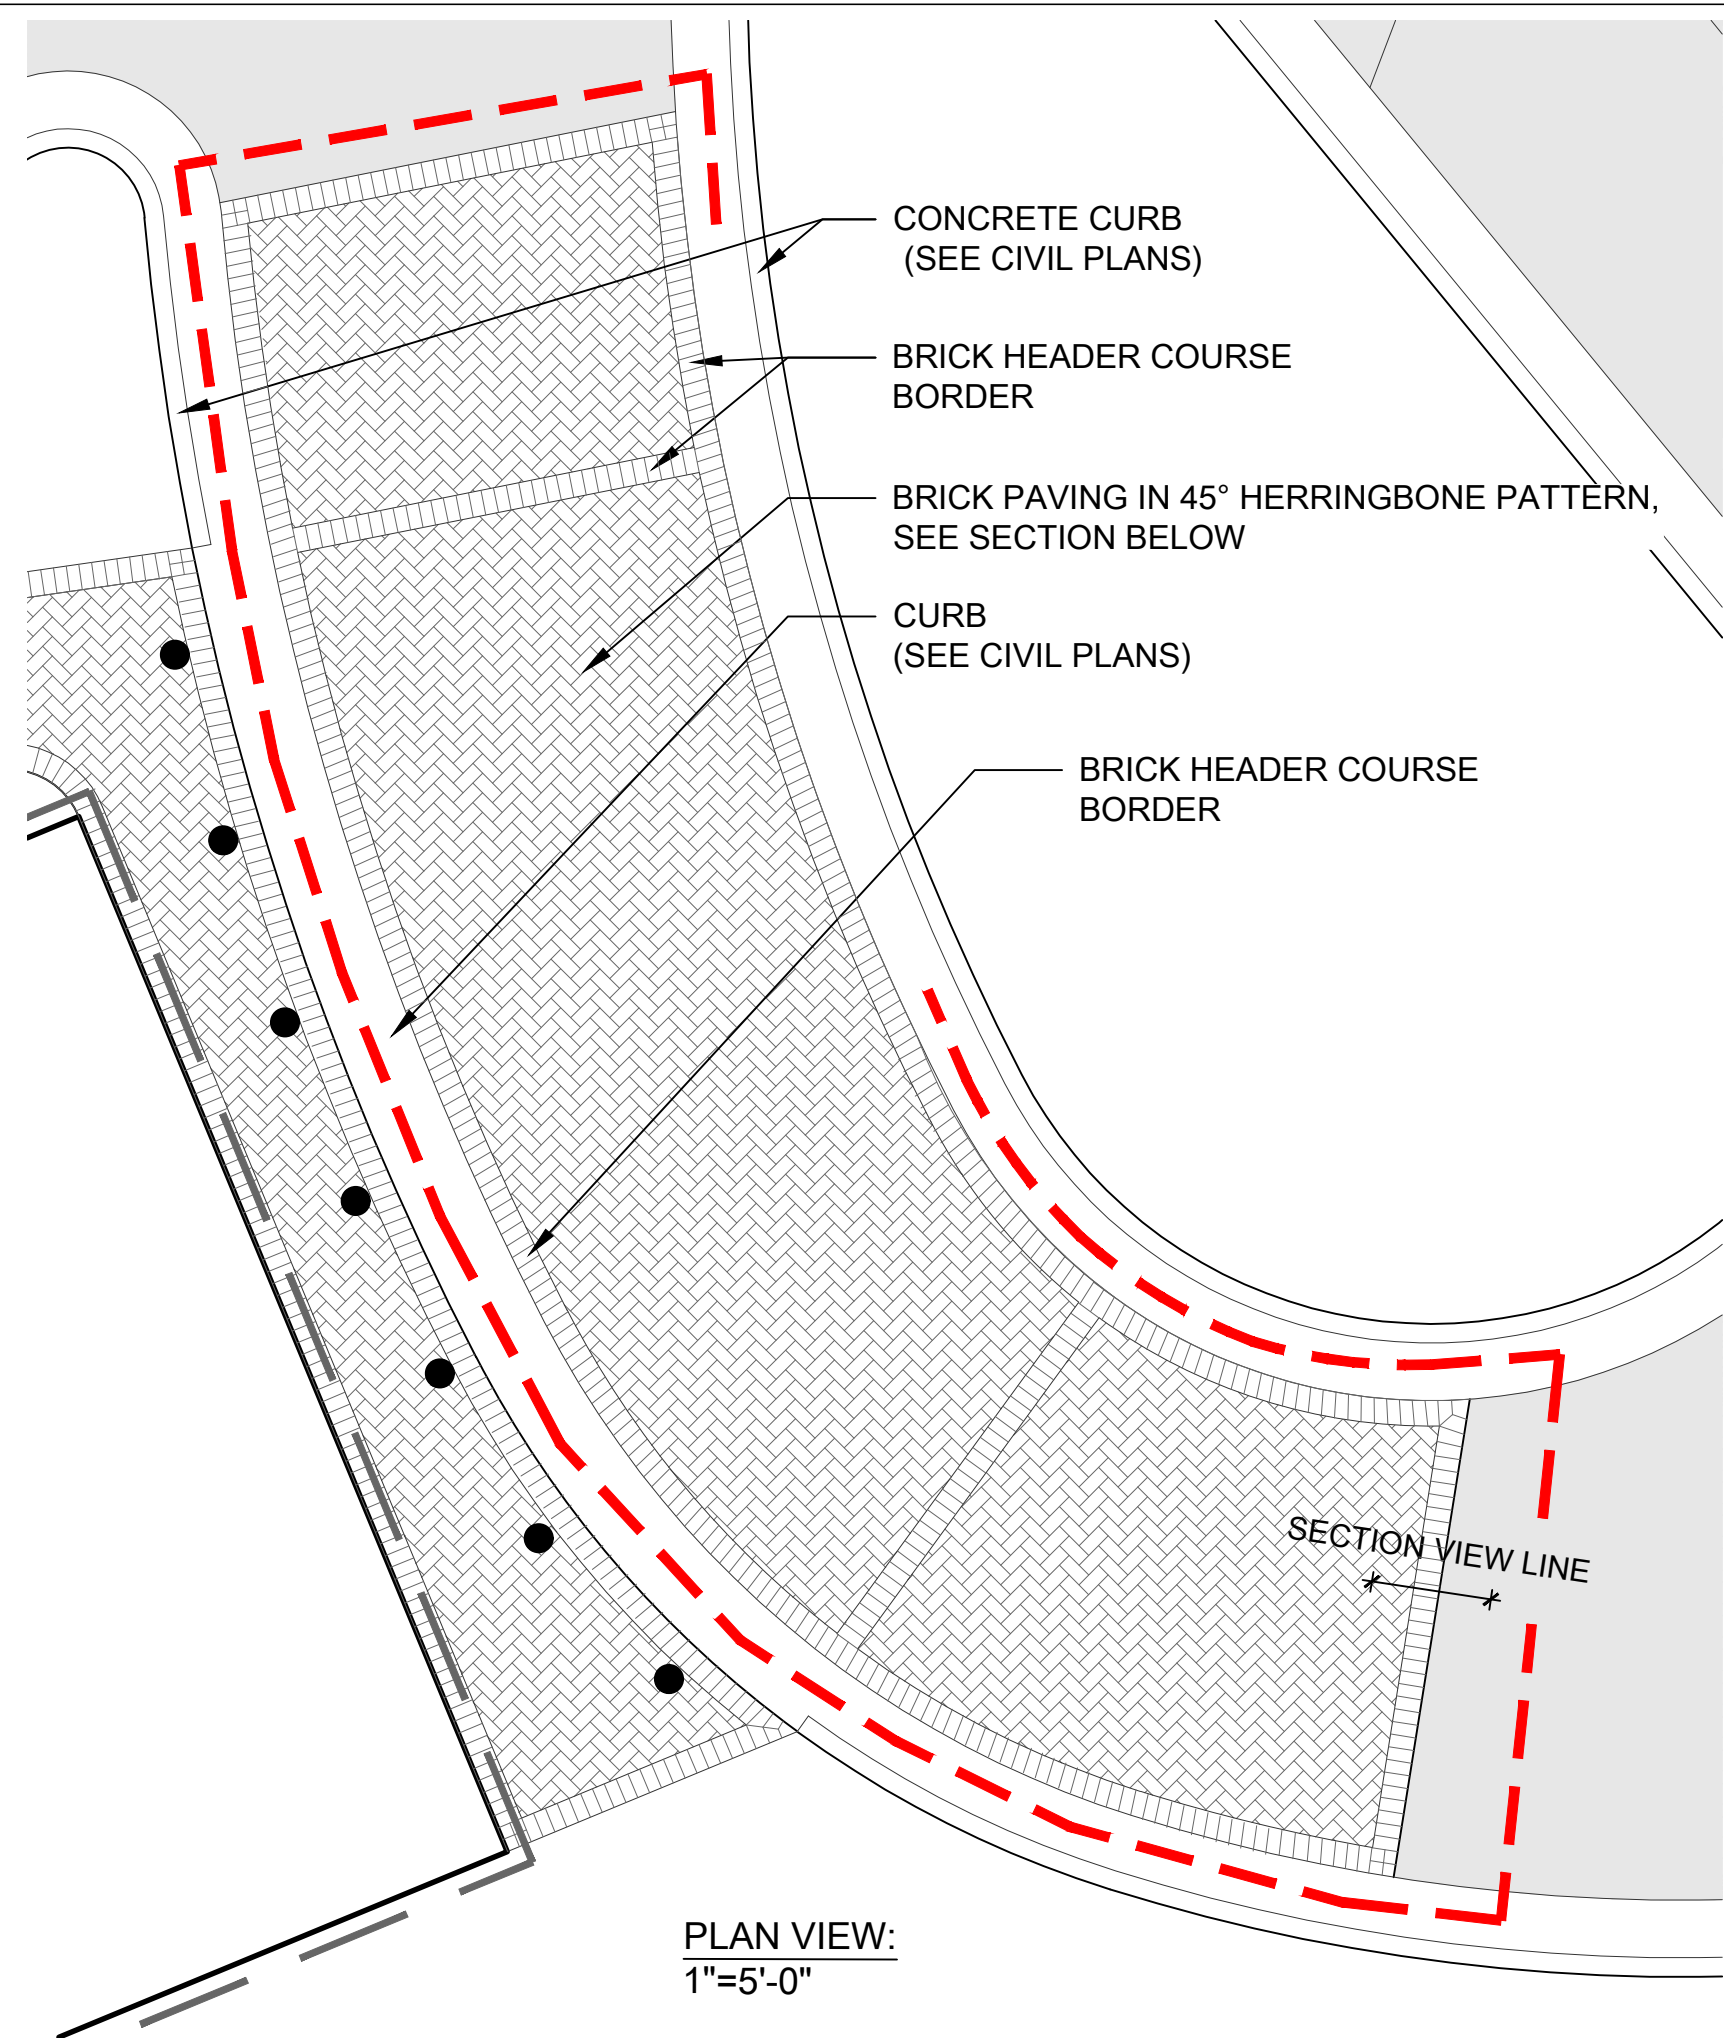 CONCRETE CURB
(SEE CIVIL PLANS)
BRICK HEADER COURSE
BORDER
BRICK PAVING IN 45° HERRINGBONE PATTERN,
SEE SECTION BELOW
CURB
(SEE CIVIL PLANS)
BRICK HEADER COURSE
BORDER
SECTION VIEW LINE
PLAN VIEW:
1"=5'-0"